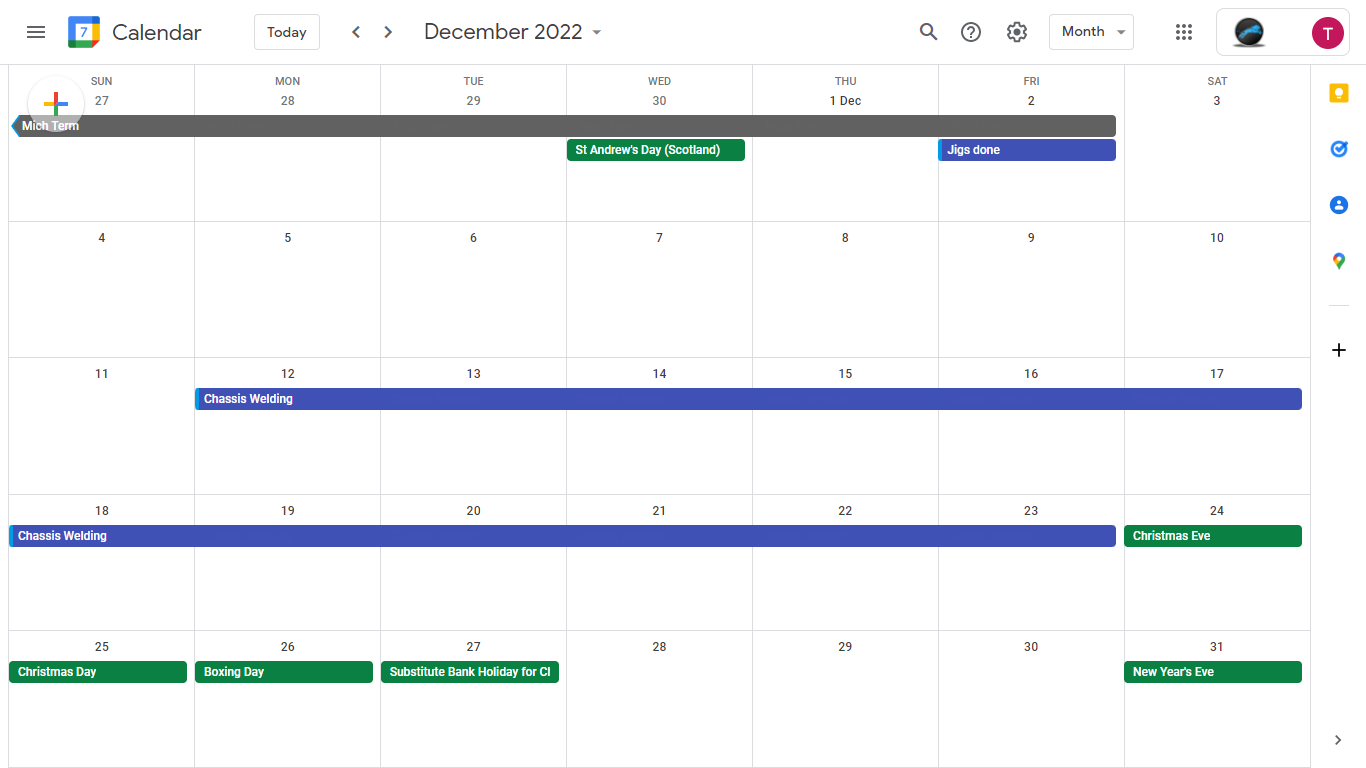 7 Calendar Today December 2022 Month T
SUN MON TUE WED THU FRI SAT
27 28 29 30 1 Dec 2 3
Mich Term
St Andrew's Day (Scotland) Jigs done
4 5 6 7 8 9 10
11 12 13 14 15 16 17
Chassis Welding
18 19 20 21 22 23 24
Chassis Welding Christmas Eve
25 26 27 28 29 30 31
Christmas Day Boxing Day Substitute Bank Holiday for Cl New Year's Eve